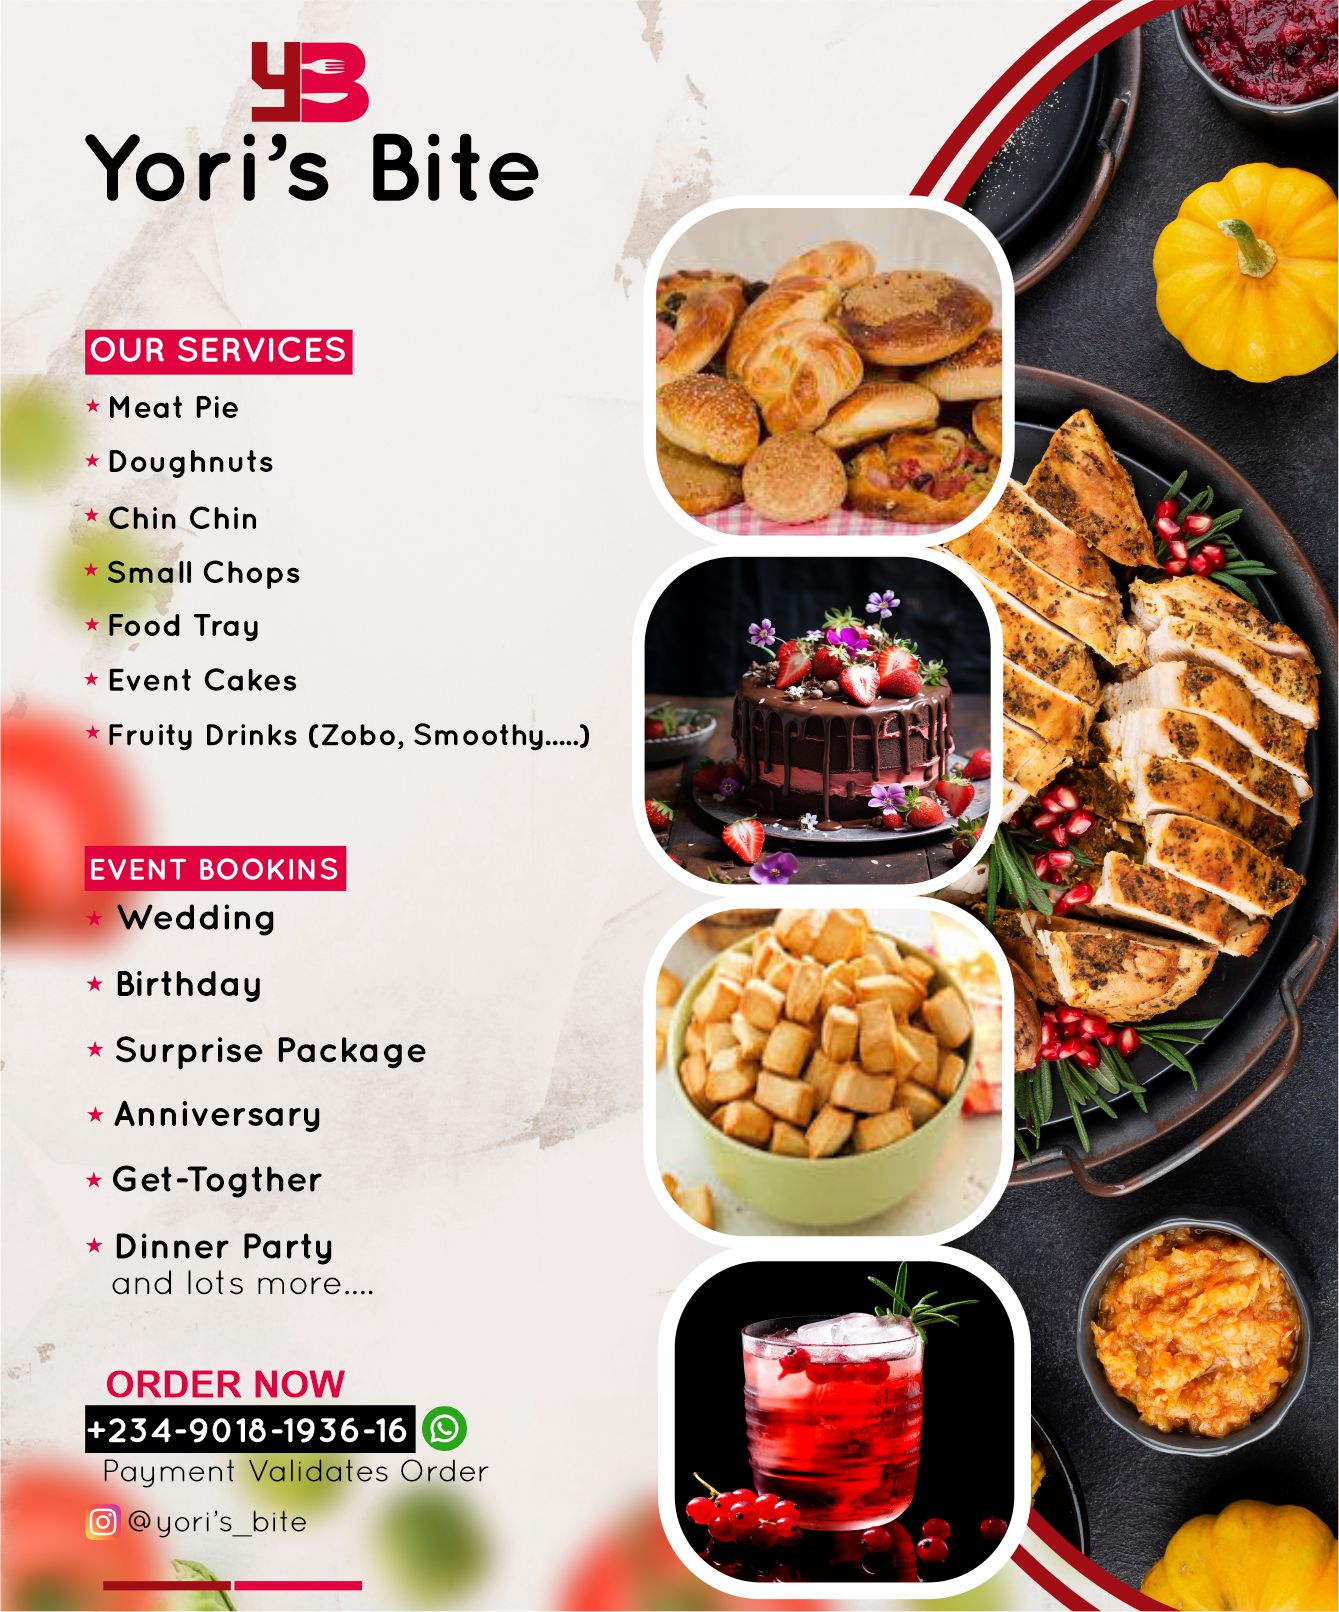 YB
Yori's Bite
OUR SERVICES
Meat Pie
Doughnuts
Chin Chin
Small Chops
Food Tray
Event Cakes
Fruity Drinks (Zobo, Smoothy.....)
EVENT BOOKINS
Wedding
Birthday
Surprise Package
Anniversary
Get-Togther
Dinner Party
and lots more....
ORDER NOW
+234-9018-1936-16
Payment Validates Order
@yori's_bite